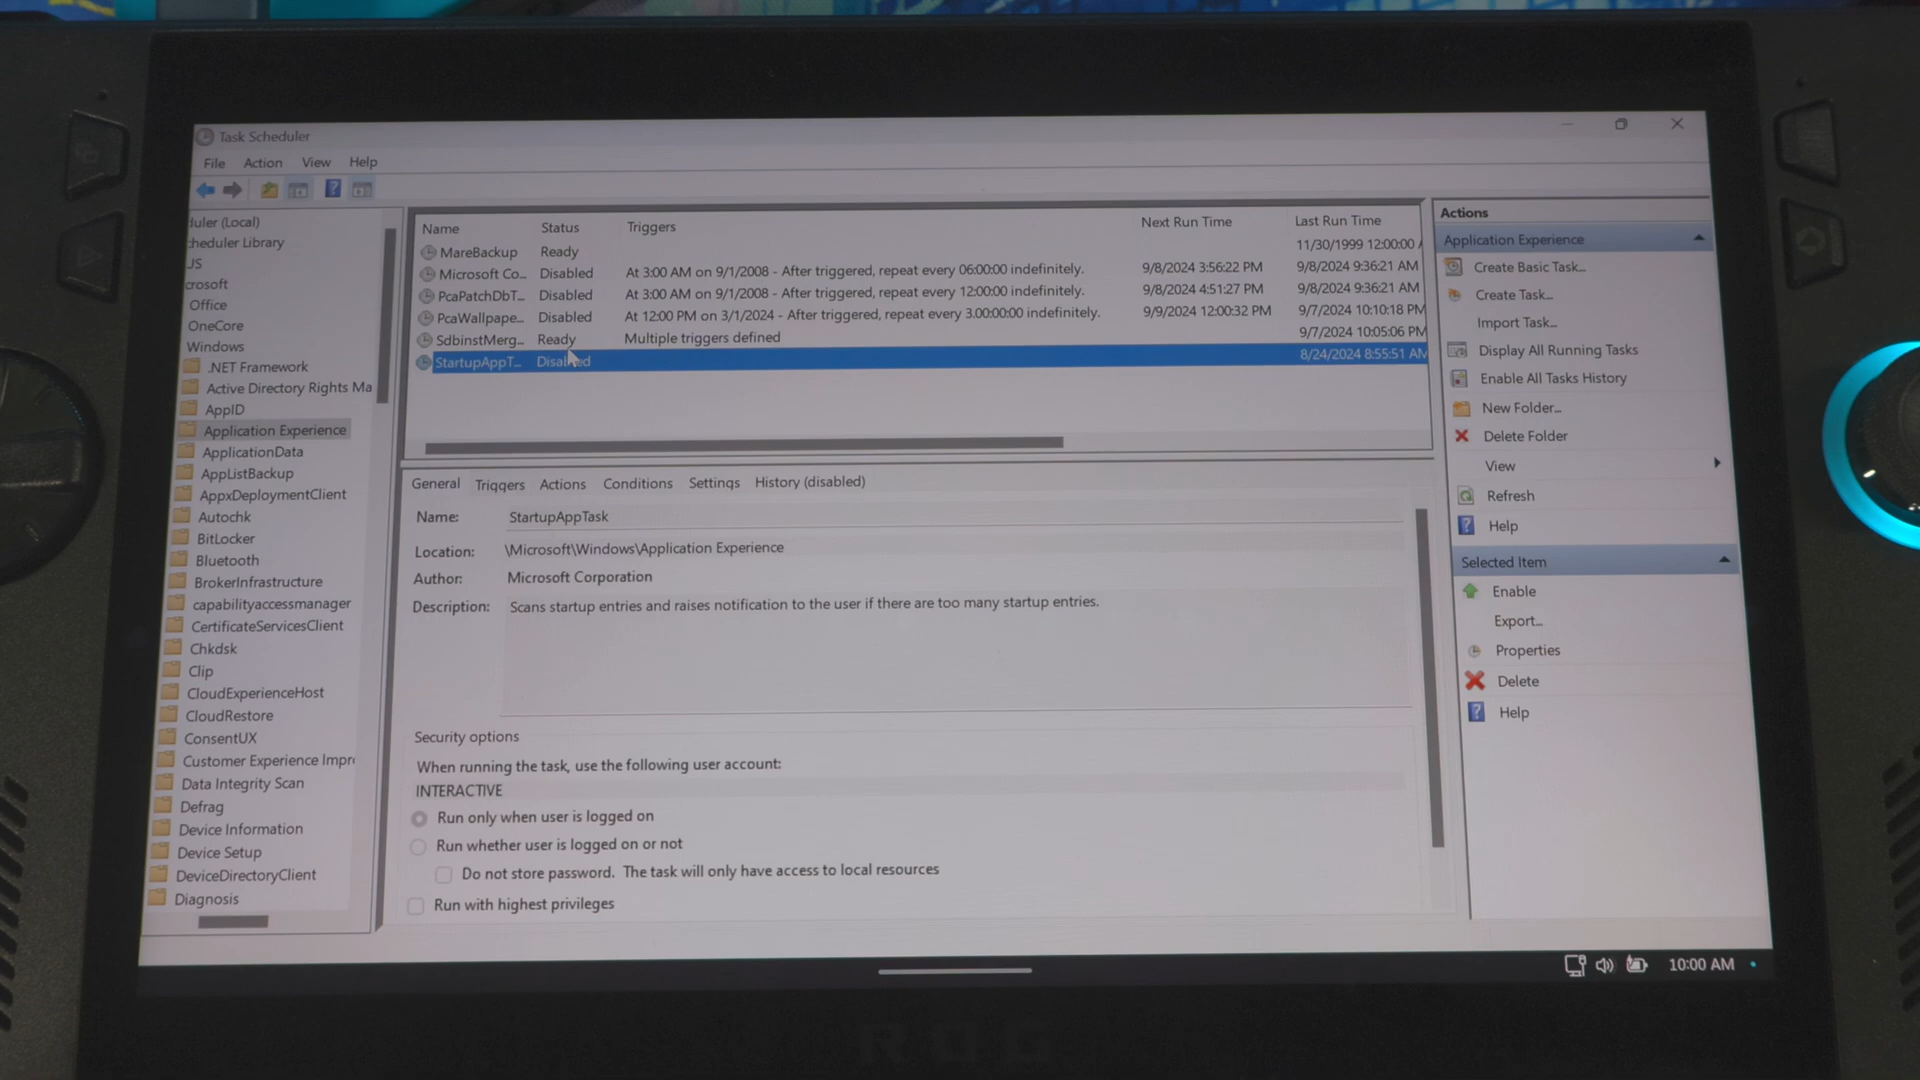 Task Scheduler
File Action View Help
duler (Local)
heduler Library
US
crosoft
Office
OneCore
Windows
.NET Framework
Active Directory Rights Ma
AppID
Application Experience
ApplicationData
AppListBackup
AppxDeploymentClient
Autochk
BitLocker
Bluetooth
BrokerInfrastructure
capabilityaccessmanager
CertificateServicesClient
Chkdsk
Clip
CloudExperienceHost
CloudRestore
ConsentUX
Customer Experience Impr
Data Integrity Scan
Defrag
Device Information
Device Setup
DeviceDirectoryClient
Diagnosis
Name Status Triggers Next Run Time Last Run Time
MareBackup Ready 11/30/1999 12:00:00
Microsoft Co... Disabled At 3:00 AM on 9/1/2008 - After triggered, repeat every 06:00:00 indefinitely. 9/8/2024 3:56:22 PM 9/8/2024 9:36:21 AM
PcaPatchDbT... Disabled At 3:00 AM on 9/1/2008 - After triggered, repeat every 12:00:00 indefinitely. 9/8/2024 4:51:27 PM 9/8/2024 9:36:21 AM
PcaWallpape... Disabled At 12:00 PM on 3/1/2024 - After triggered, repeat every 3.00:00:00 indefinitely. 9/9/2024 12:00:32 PM 9/7/2024 10:10:18 PM
SdbinstMerg... Ready Multiple triggers defined 9/7/2024 10:05:06 PM
StartupAppT... Disabled 8/24/2024 8:55:51 AM
General Triggers Actions Conditions Settings History (disabled)
Name: StartupAppTask
Location: \Microsoft\Windows\Application Experience
Author: Microsoft Corporation
Description: Scans startup entries and raises notification to the user if there are too many startup entries.
Security options
When running the task, use the following user account:
INTERACTIVE
Run only when user is logged on
Run whether user is logged on or not
Do not store password. The task will only have access to local resources
Run with highest privileges
Actions
Application Experience
Create Basic Task...
Create Task...
Import Task...
Display All Running Tasks
Enable All Tasks History
New Folder...
Delete Folder
View
Refresh
Help
Selected Item
Enable
Export...
Properties
Delete
Help
10:00 AM
ROG